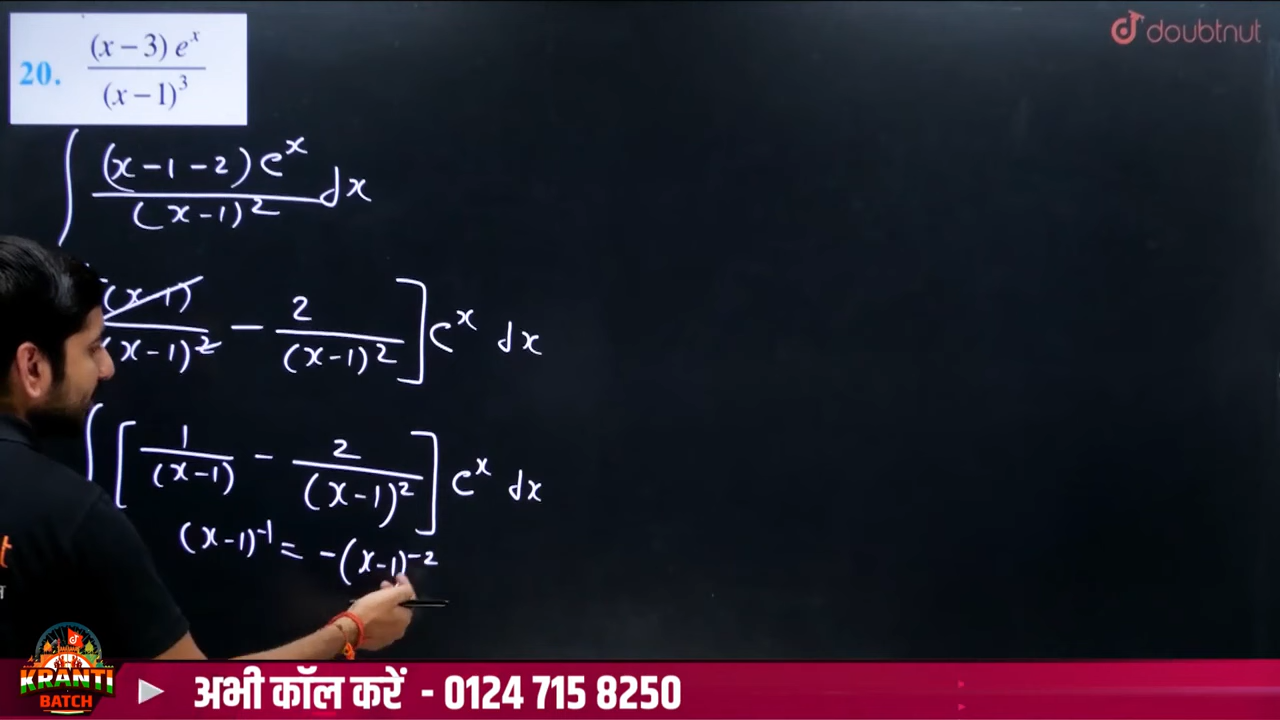 doubtnut
20. (x − 3) e^x / (x − 1)^3
∫ (x-1-2) e^x / (x-1)^2 dx
(x-1) / (x-1)^2 - 2 / (x-1)^2 ] e^x dx
∫ [ 1 / (x-1) - 2 / (x-1)^2 ] e^x dx
(x-1)^-1 = -(x-1)^-2
KRANTI
BATCH
अभी कॉल करें - 0124 715 8250